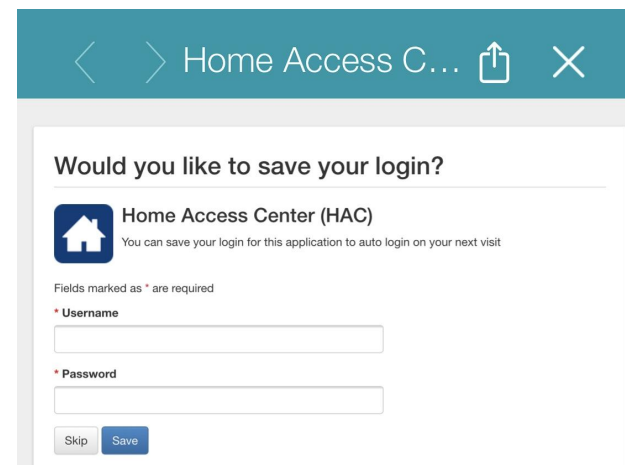 Home Access C...
Would you like to save your login?
Home Access Center (HAC)
You can save your login for this application to auto login on your next visit
Fields marked as * are required
* Username
* Password
Skip Save